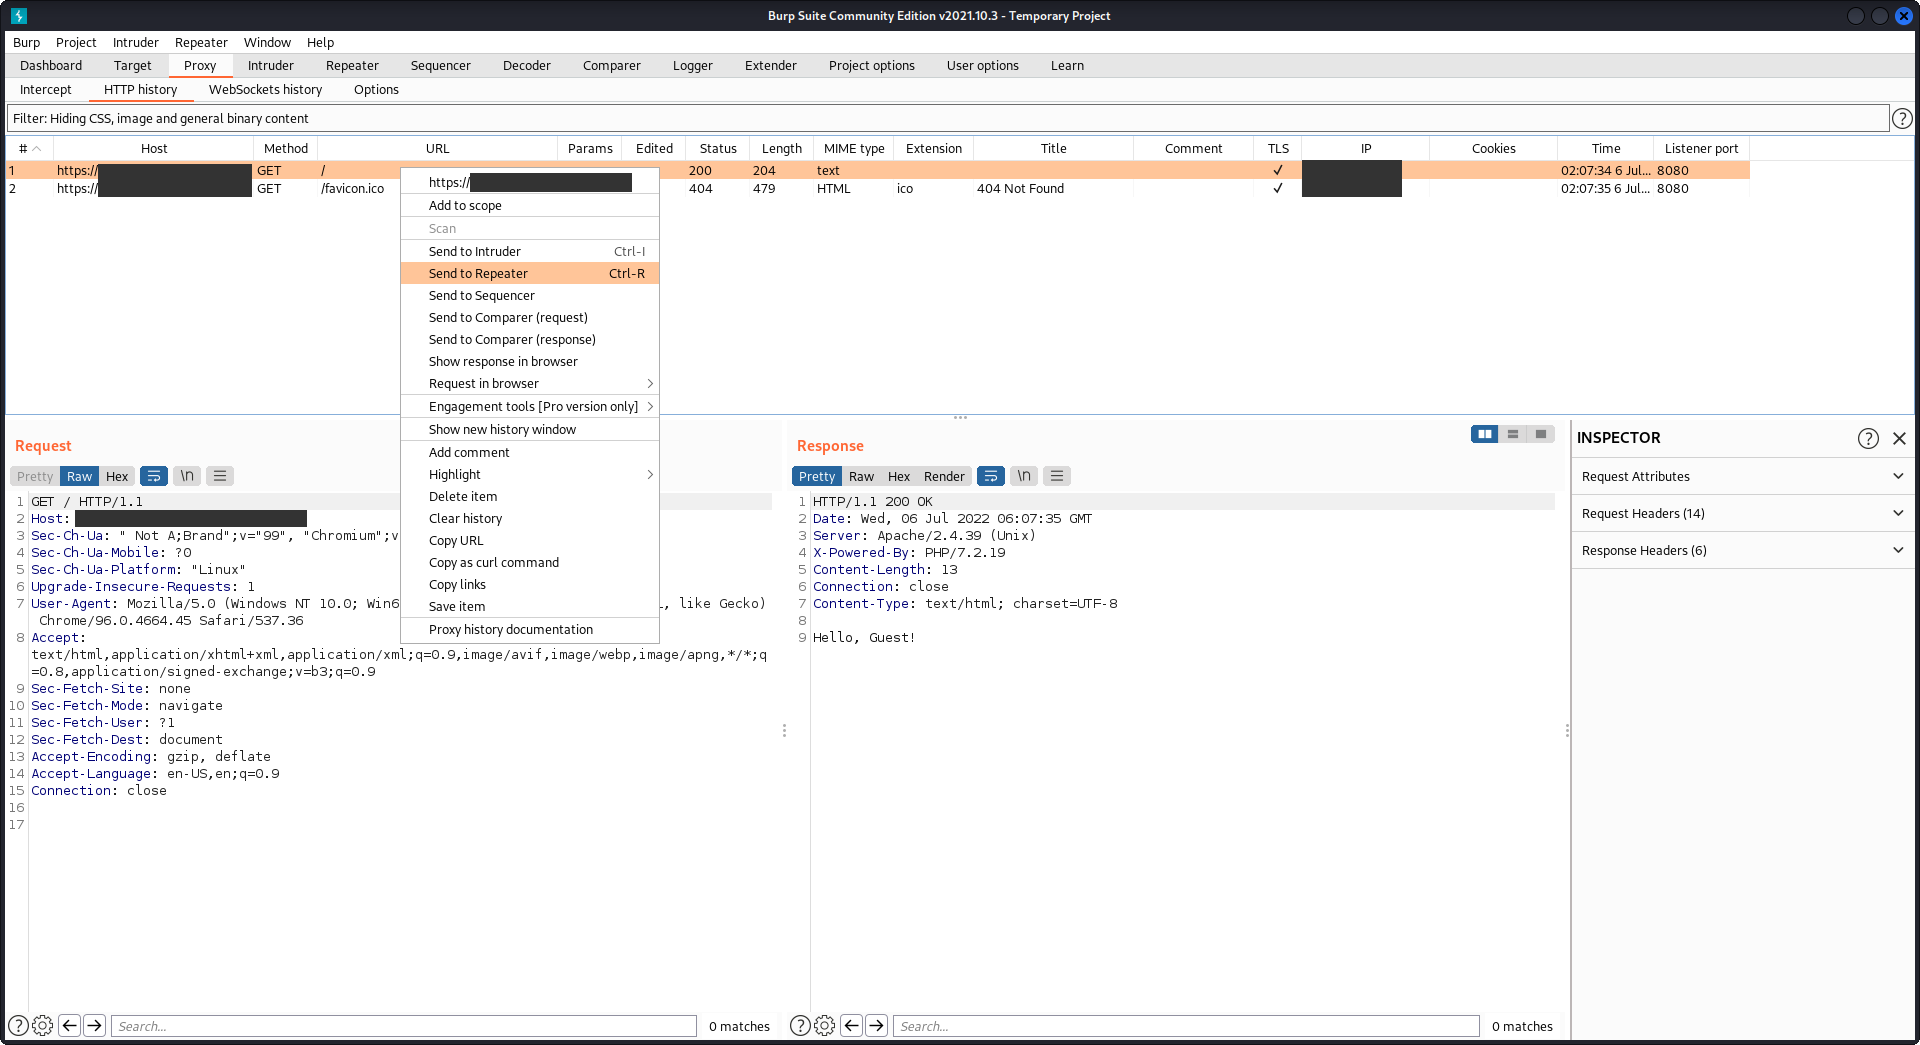 Burp Suite Community Edition v2021.10.3 - Temporary Project
Burp Project Intruder Repeater Window Help
Dashboard Target Proxy Intruder Repeater Sequencer Decoder Comparer Logger Extender Project options User options Learn
Intercept HTTP history WebSockets history Options
Filter: Hiding CSS, image and general binary content
# Host Method URL Params Edited Status Length MIME type Extension Title Comment TLS IP Cookies Time Listener port
1 https:// GET / 200 204 text ✓ 02:07:34 6 Jul... 8080
2 https:// GET /favicon.ico 404 479 HTML ico 404 Not Found ✓ 02:07:35 6 Jul... 8080
https://
Add to scope
Scan
Send to Intruder Ctrl-I
Send to Repeater Ctrl-R
Send to Sequencer
Send to Comparer (request)
Send to Comparer (response)
Show response in browser
Request in browser
Engagement tools [Pro version only]
Show new history window
Add comment
Highlight
Delete item
Clear history
Copy URL
Copy as curl command
Copy links
Save item
Proxy history documentation
Request
Pretty Raw Hex \n
1 GET / HTTP/1.1
2 Host:
3 Sec-Ch-Ua: " Not A;Brand";v="99", "Chromium";v
4 Sec-Ch-Ua-Mobile: ?0
5 Sec-Ch-Ua-Platform: "Linux"
6 Upgrade-Insecure-Requests: 1
7 User-Agent: Mozilla/5.0 (Windows NT 10.0; Win6 , like Gecko)
Chrome/96.0.4664.45 Safari/537.36
8 Accept:
text/html,application/xhtml+xml,application/xml;q=0.9,image/avif,image/webp,image/apng,*/*;q
=0.8,application/signed-exchange;v=b3;q=0.9
9 Sec-Fetch-Site: none
10 Sec-Fetch-Mode: navigate
11 Sec-Fetch-User: ?1
12 Sec-Fetch-Dest: document
13 Accept-Encoding: gzip, deflate
14 Accept-Language: en-US,en;q=0.9
15 Connection: close
16
17
Search...
0 matches
Response
Pretty Raw Hex Render \n
1 HTTP/1.1 200 OK
2 Date: Wed, 06 Jul 2022 06:07:35 GMT
3 Server: Apache/2.4.39 (Unix)
4 X-Powered-By: PHP/7.2.19
5 Content-Length: 13
6 Connection: close
7 Content-Type: text/html; charset=UTF-8
8
9 Hello, Guest!
Search...
0 matches
INSPECTOR
Request Attributes
Request Headers (14)
Response Headers (6)